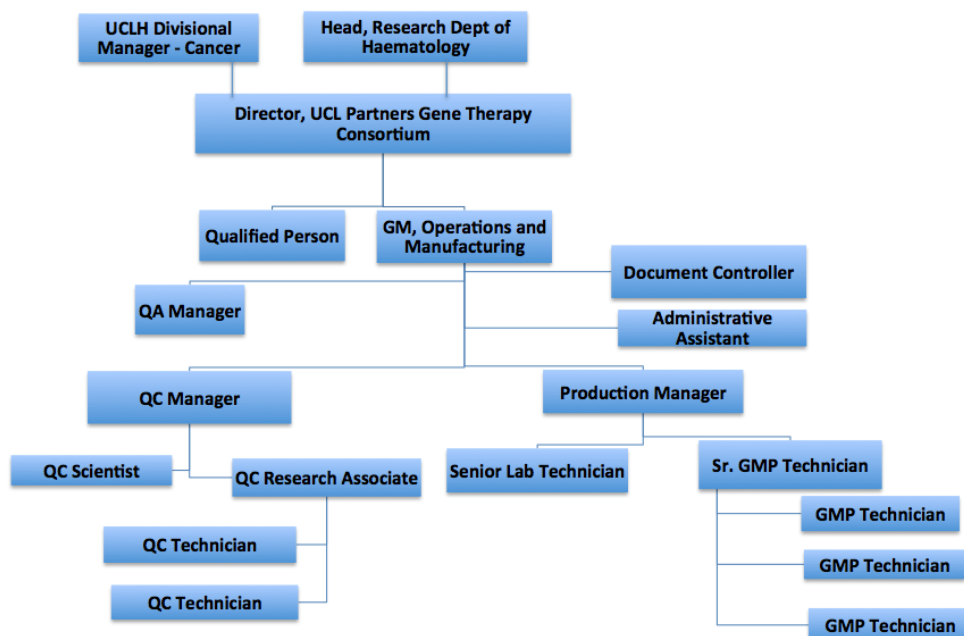 UCLH Divisional
Manager - Cancer
Head, Research Dept of
Haematology
Director, UCL Partners Gene Therapy
Consortium
Qualified Person
GM, Operations and
Manufacturing
Document Controller
QA Manager
Administrative
Assistant
QC Manager
Production Manager
QC Scientist
QC Research Associate
Senior Lab Technician
Sr. GMP Technician
GMP Technician
QC Technician
GMP Technician
QC Technician
GMP Technician